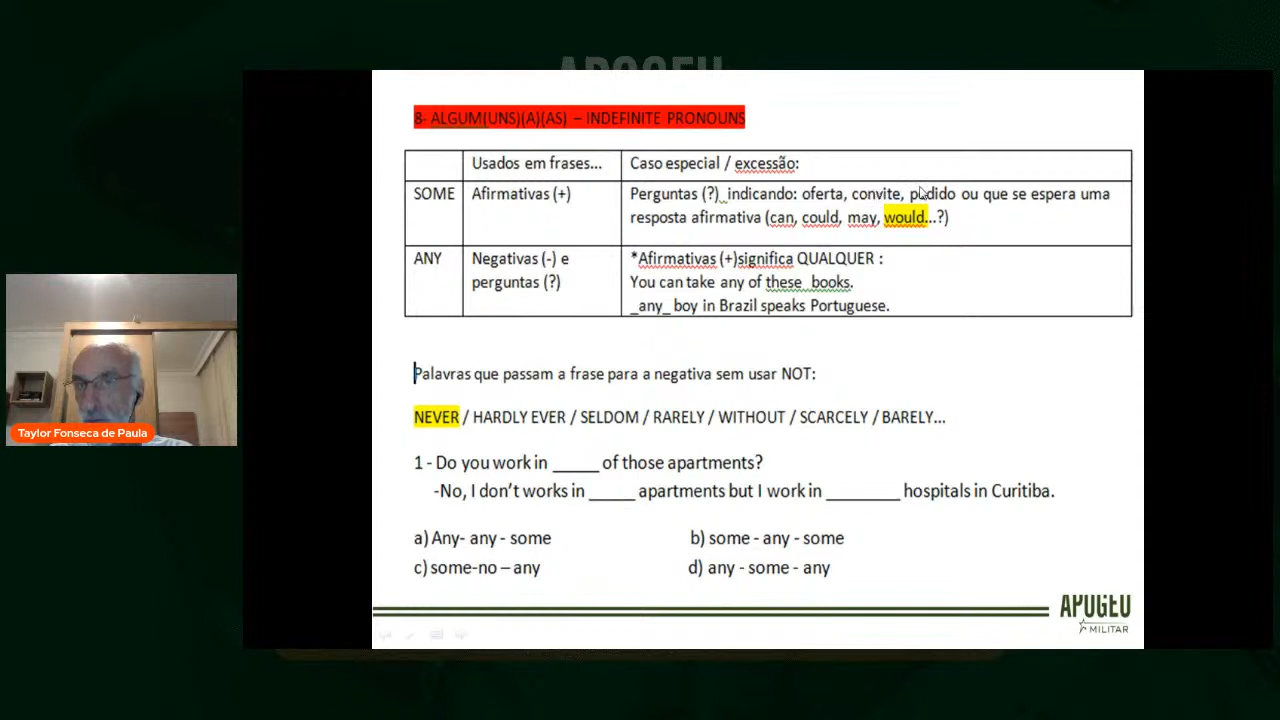 APOGEU
8- ALGUM(UNS)(A)(AS) – INDEFINITE PRONOUNS
Usados em frases...
Caso especial / excessão:
SOME
Afirmativas (+)
Perguntas (?) indicando: oferta, convite, pedido ou que se espera uma
resposta afirmativa (can, could, may, would...?)
ANY
Negativas (-) e
perguntas (?)
*Afirmativas (+)significa QUALQUER :
You can take any of these books.
_any_ boy in Brazil speaks Portuguese.
Palavras que passam a frase para a negativa sem usar NOT:
NEVER / HARDLY EVER / SELDOM / RARELY / WITHOUT / SCARCELY / BARELY...
1 - Do you work in _____ of those apartments?
-No, I don't works in _____ apartments but I work in ________ hospitals in Curitiba.
a) Any- any - some
b) some - any - some
c) some-no – any
d) any - some - any
Taylor Fonseca de Paula
APOGEU
MILITAR